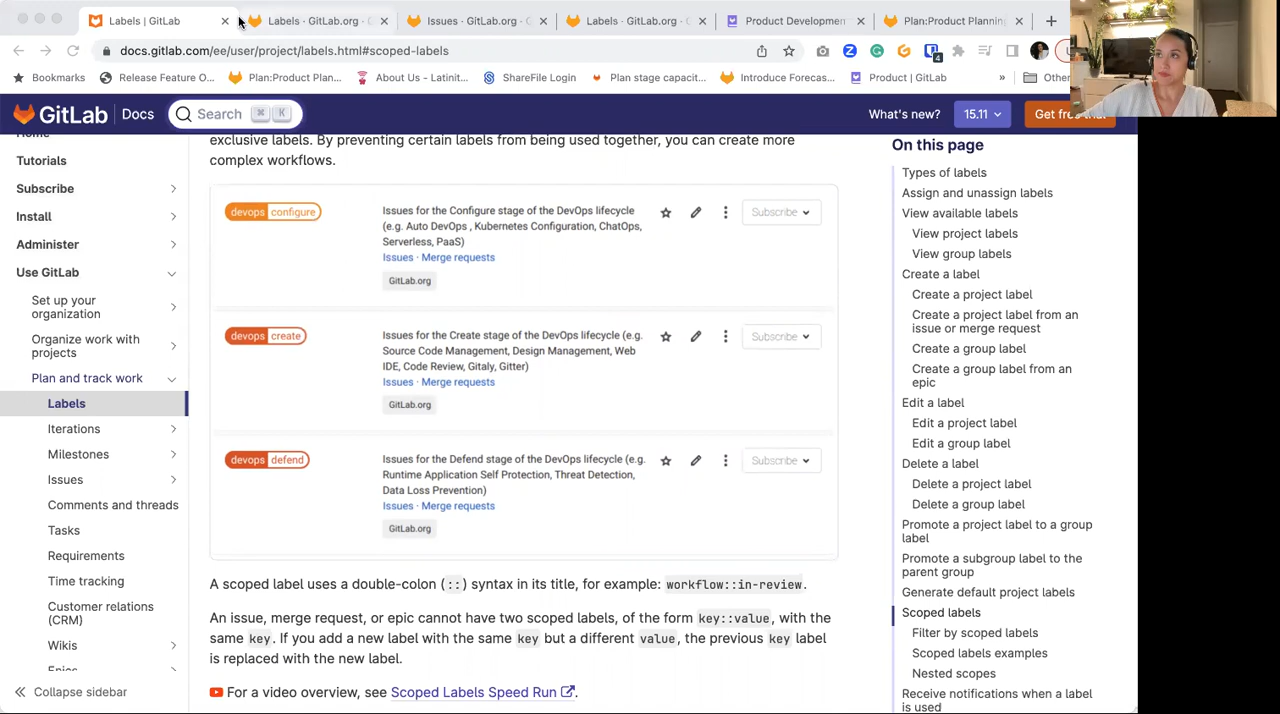 Labels | GitLab
Labels · GitLab.org ·
Issues · GitLab.org · G
Labels · GitLab.org · G
Product Developmen
Plan:Product Planning
docs.gitlab.com/ee/user/project/labels.html#scoped-labels
4
Bookmarks
Release Feature O...
Plan:Product Plan...
About Us - Latinit...
ShareFile Login
Plan stage capacit...
Introduce Forecas...
Product | GitLab
»
Other
GitLab Docs
Search ⌘ K
What's new?
15.11
Get free trial
Home
Tutorials
Subscribe
Install
Administer
Use GitLab
Set up your
organization
Organize work with
projects
Plan and track work
Labels
Iterations
Milestones
Issues
Comments and threads
Tasks
Requirements
Time tracking
Customer relations
(CRM)
Wikis
Epics
Collapse sidebar
exclusive labels. By preventing certain labels from being used together, you can create more
complex workflows.
devops configure
Issues for the Configure stage of the DevOps lifecycle
(e.g. Auto DevOps , Kubernetes Configuration, ChatOps,
Serverless, PaaS)
Issues · Merge requests
GitLab.org
Subscribe
devops create
Issues for the Create stage of the DevOps lifecycle (e.g.
Source Code Management, Design Management, Web
IDE, Code Review, Gitaly, Gitter)
Issues · Merge requests
GitLab.org
Subscribe
devops defend
Issues for the Defend stage of the DevOps lifecycle (e.g.
Runtime Application Self Protection, Threat Detection,
Data Loss Prevention)
Issues · Merge requests
GitLab.org
Subscribe
A scoped label uses a double-colon (::) syntax in its title, for example: workflow::in-review.
An issue, merge request, or epic cannot have two scoped labels, of the form key::value, with the
same key. If you add a new label with the same key but a different value, the previous key label
is replaced with the new label.
For a video overview, see Scoped Labels Speed Run.
On this page
Types of labels
Assign and unassign labels
View available labels
View project labels
View group labels
Create a label
Create a project label
Create a project label from an
issue or merge request
Create a group label
Create a group label from an
epic
Edit a label
Edit a project label
Edit a group label
Delete a label
Delete a project label
Delete a group label
Promote a project label to a group
label
Promote a subgroup label to the
parent group
Generate default project labels
Scoped labels
Filter by scoped labels
Scoped labels examples
Nested scopes
Receive notifications when a label
is used